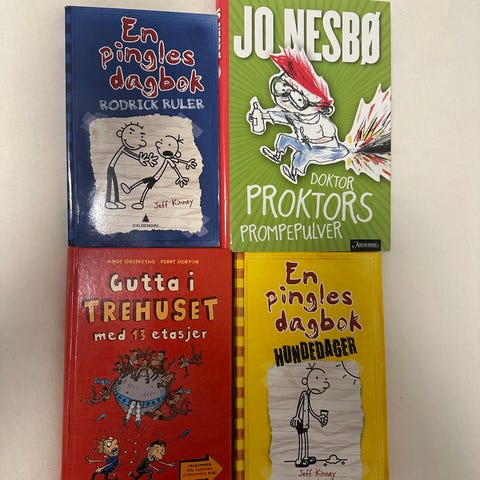 En
pingles
dagbok
RODRICK RULER
Jeff Kinney
GYLDENDAL
JO NESBØ
DOKTOR
PROKTORS
PROMPEPULVER
ANDY GRIFFITHS TERRY DENTON
Gutta i
TREHUSET
med 13 etasjer
En
pingles
dagbok
HUNDEDAGER
Jeff Kinney